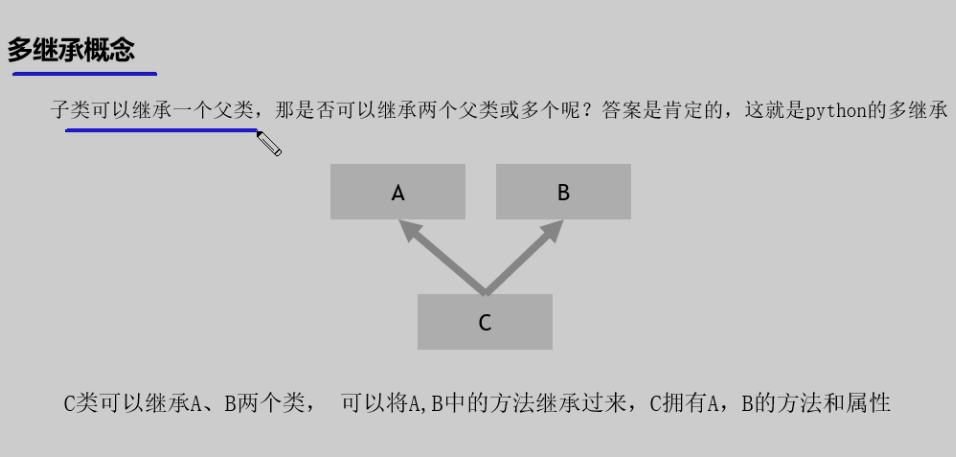 多继承概念
子类可以继承一个父类，那是否可以继承两个父类或多个呢？答案是肯定的，这就是python的多继承
A
B
C
C类可以继承A、B两个类， 可以将A,B中的方法继承过来，C拥有A，B的方法和属性